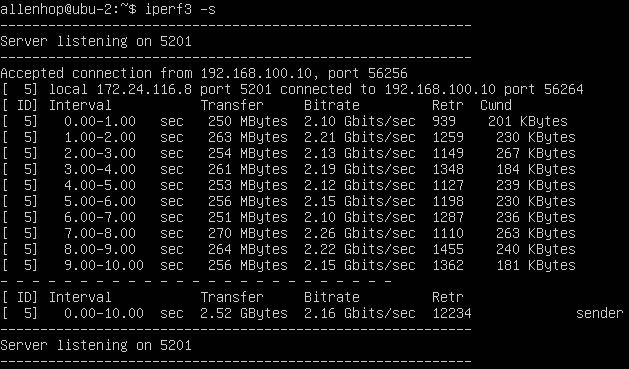 allenhop@ubu-2:~$ iperf3 -s
-----------------------------------------------------------
Server listening on 5201
-----------------------------------------------------------
Accepted connection from 192.168.100.10, port 56256
[  5] local 172.24.116.8 port 5201 connected to 192.168.100.10 port 56264
[ ID] Interval           Transfer     Bitrate         Retr  Cwnd
[  5]   0.00-1.00   sec   250 MBytes  2.10 Gbits/sec  939    201 KBytes
[  5]   1.00-2.00   sec   263 MBytes  2.21 Gbits/sec  1259    230 KBytes
[  5]   2.00-3.00   sec   254 MBytes  2.13 Gbits/sec  1149    267 KBytes
[  5]   3.00-4.00   sec   261 MBytes  2.19 Gbits/sec  1348    184 KBytes
[  5]   4.00-5.00   sec   253 MBytes  2.12 Gbits/sec  1127    239 KBytes
[  5]   5.00-6.00   sec   256 MBytes  2.15 Gbits/sec  1198    230 KBytes
[  5]   6.00-7.00   sec   251 MBytes  2.10 Gbits/sec  1287    236 KBytes
[  5]   7.00-8.00   sec   270 MBytes  2.26 Gbits/sec  1110    263 KBytes
[  5]   8.00-9.00   sec   264 MBytes  2.22 Gbits/sec  1455    240 KBytes
[  5]   9.00-10.00  sec   256 MBytes  2.15 Gbits/sec  1362    181 KBytes
- - - - - - - - - - - - - - - - - - - - - - - - -
[ ID] Interval           Transfer     Bitrate         Retr
[  5]   0.00-10.00  sec  2.52 GBytes  2.16 Gbits/sec  12234             sender
-----------------------------------------------------------
Server listening on 5201
-----------------------------------------------------------